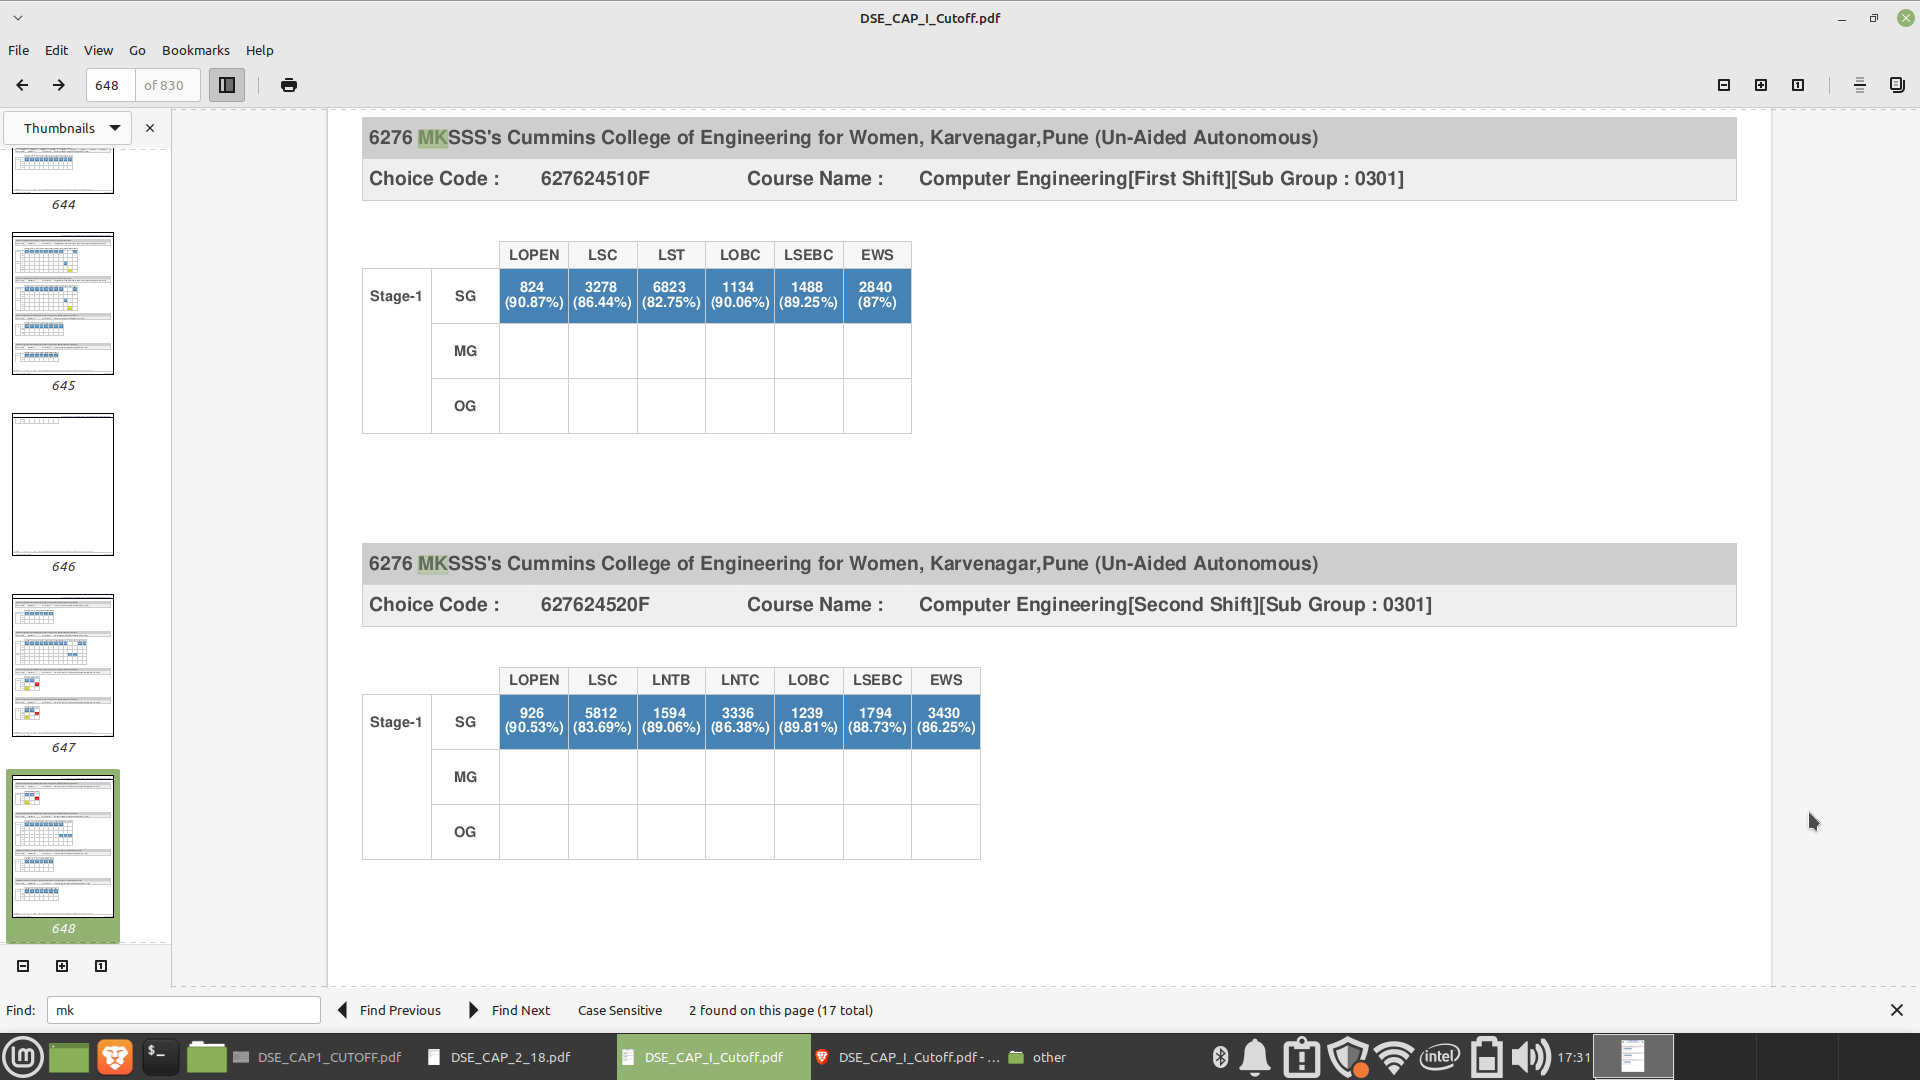 DSE_CAP_I_Cutoff.pdf
File Edit View Go Bookmarks Help
648 of 830
Thumbnails
644
645
646
647
648
6276 MKSSS's Cummins College of Engineering for Women, Karvenagar,Pune (Un-Aided Autonomous)
Choice Code : 627624510F Course Name : Computer Engineering[First Shift][Sub Group : 0301]
LOPEN LSC LST LOBC LSEBC EWS
Stage-1 SG 824 3278 6823 1134 1488 2840
(90.87%) (86.44%) (82.75%) (90.06%) (89.25%) (87%)
MG
OG
6276 MKSSS's Cummins College of Engineering for Women, Karvenagar,Pune (Un-Aided Autonomous)
Choice Code : 627624520F Course Name : Computer Engineering[Second Shift][Sub Group : 0301]
LOPEN LSC LNTB LNTC LOBC LSEBC EWS
Stage-1 SG 926 5812 1594 3336 1239 1794 3430
(90.53%) (83.69%) (89.06%) (86.38%) (89.81%) (88.73%) (86.25%)
MG
OG
Find: mk Find Previous Find Next Case Sensitive 2 found on this page (17 total)
DSE_CAP1_CUTOFF.pdf DSE_CAP_2_18.pdf DSE_CAP_I_Cutoff.pdf DSE_CAP_I_Cutoff.pdf - ... other intel 17:31